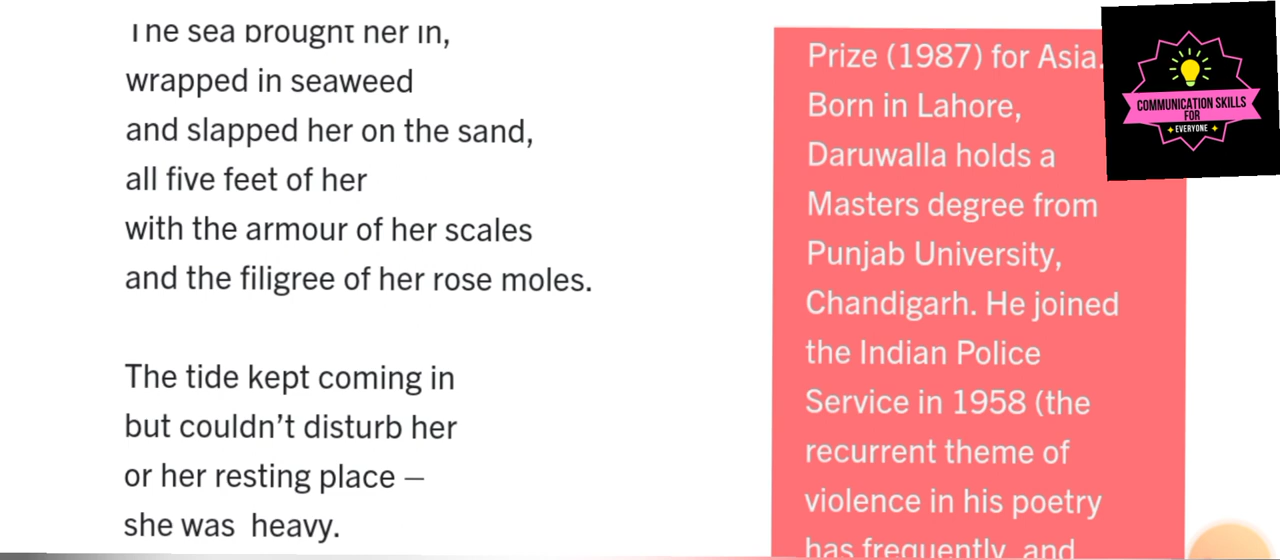 The sea brought her in,
wrapped in seaweed
and slapped her on the sand,
all five feet of her
with the armour of her scales
and the filigree of her rose moles.
The tide kept coming in
but couldn’t disturb her
or her resting place —
she was heavy.
Prize (1987) for Asia.
Born in Lahore,
Daruwalla holds a
Masters degree from
Punjab University,
Chandigarh. He joined
the Indian Police
Service in 1958 (the
recurrent theme of
violence in his poetry
has frequently, and
COMMUNICATION SKILLS
FOR
EVERYONE